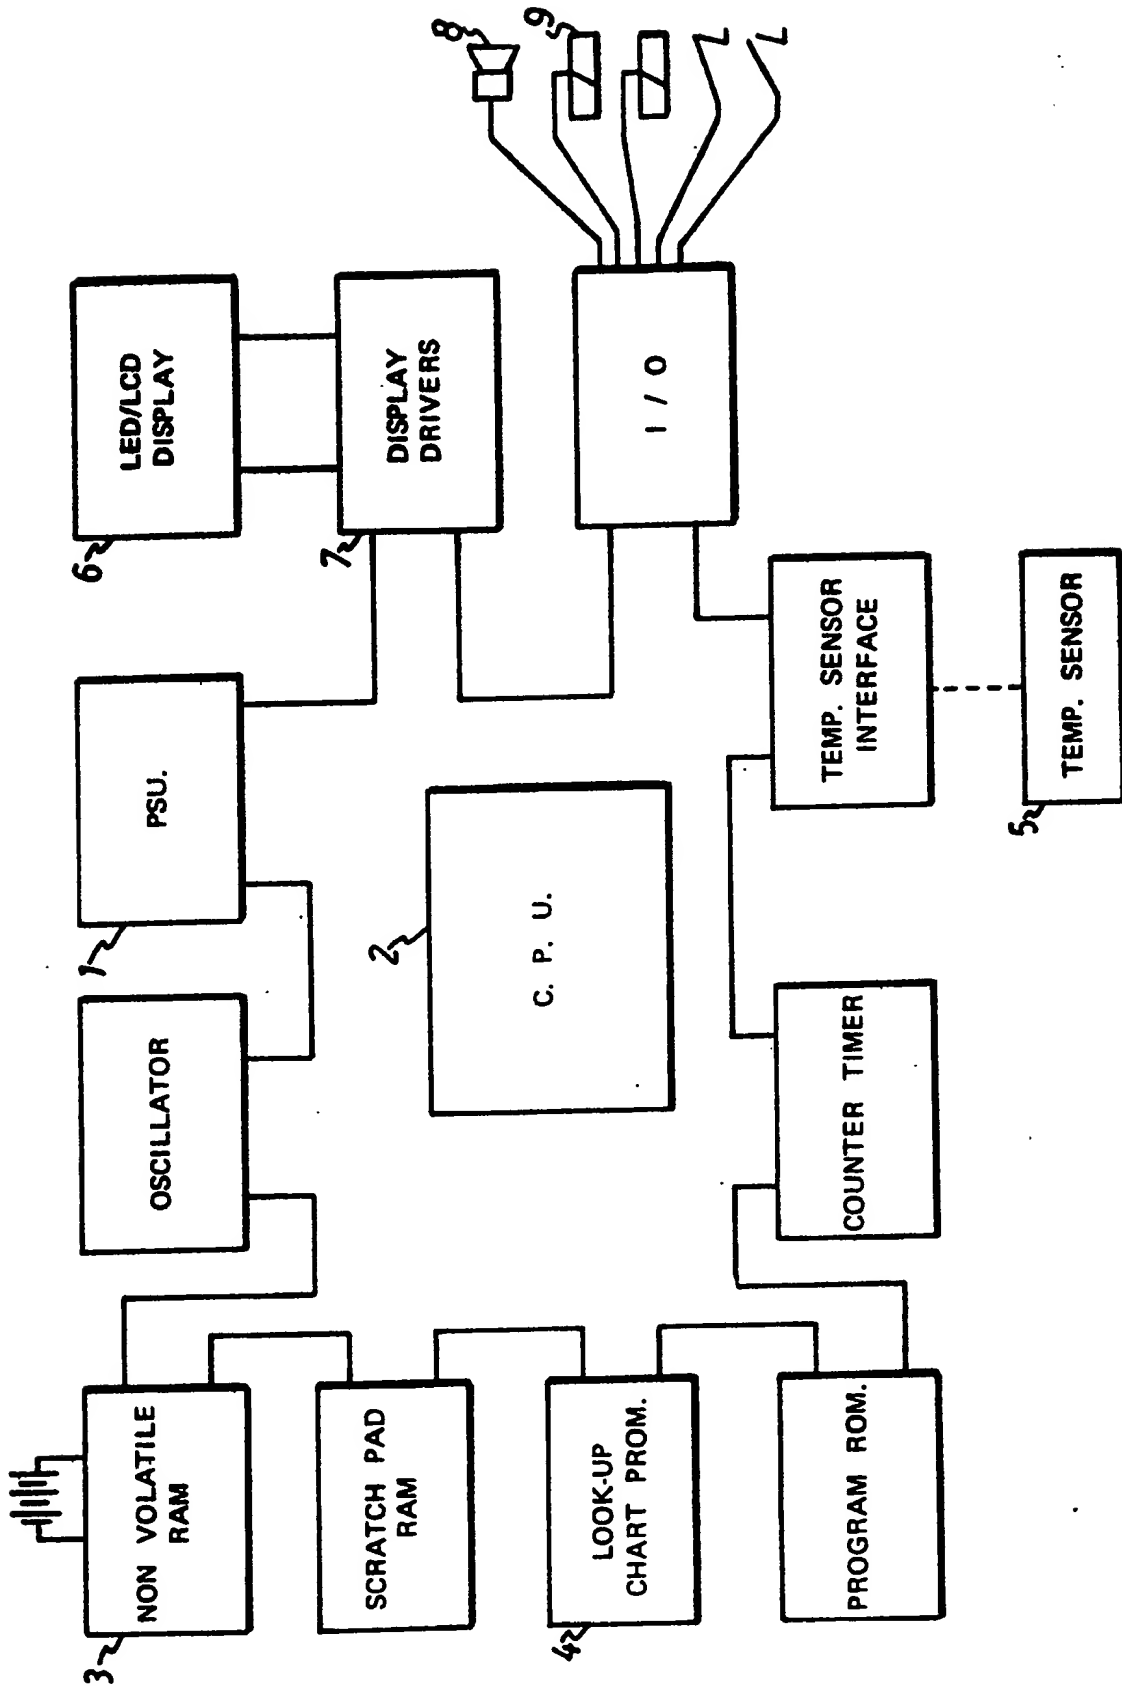 3
NON VOLATILE
RAM
OSCILLATOR
1
PSU.
6
LED/LCD
DISPLAY
SCRATCH PAD
RAM
2
C. P. U.
7
DISPLAY
DRIVERS
8
9
4
LOOK-UP
CHART PROM.
I / O
PROGRAM ROM.
COUNTER TIMER
TEMP. SENSOR
INTERFACE
5
TEMP. SENSOR